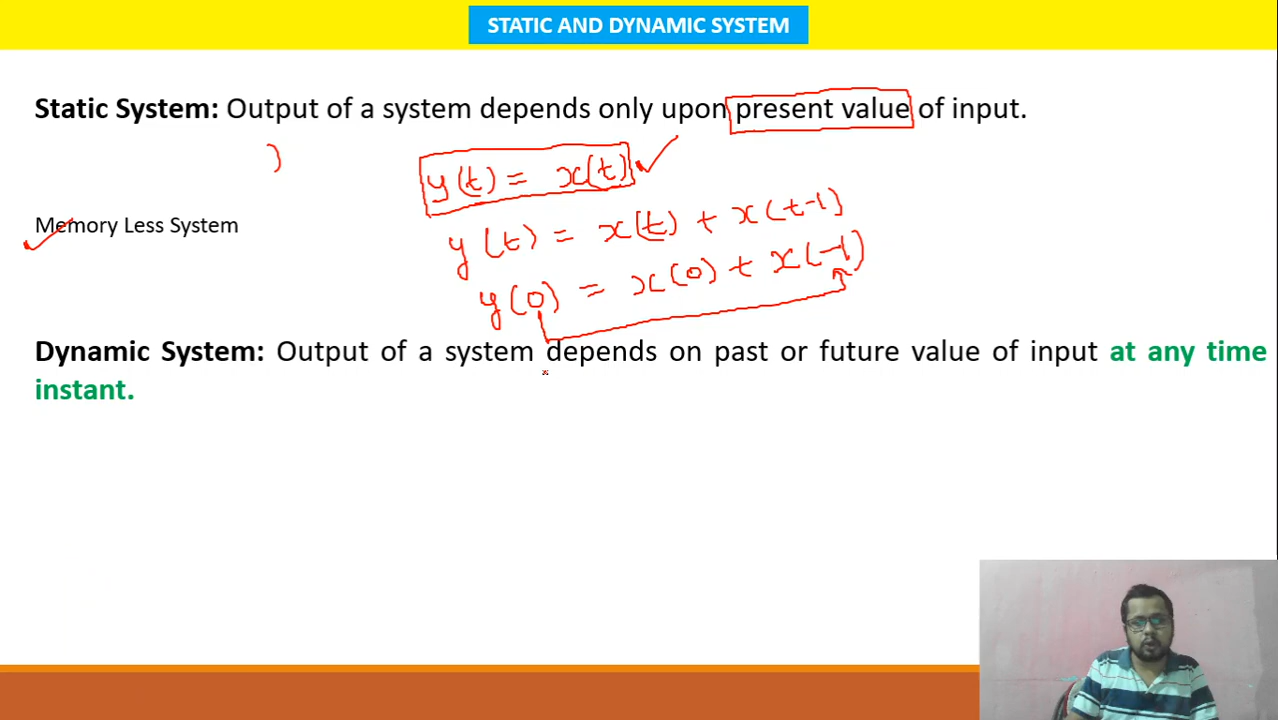 STATIC AND DYNAMIC SYSTEM
Static System: Output of a system depends only upon present value of input.
y(t) = x(t)
Memory Less System
y(t) = x(t) + x(t-1)
y(0) = x(0) + x(-1)
Dynamic System: Output of a system depends on past or future value of input at any time
instant.